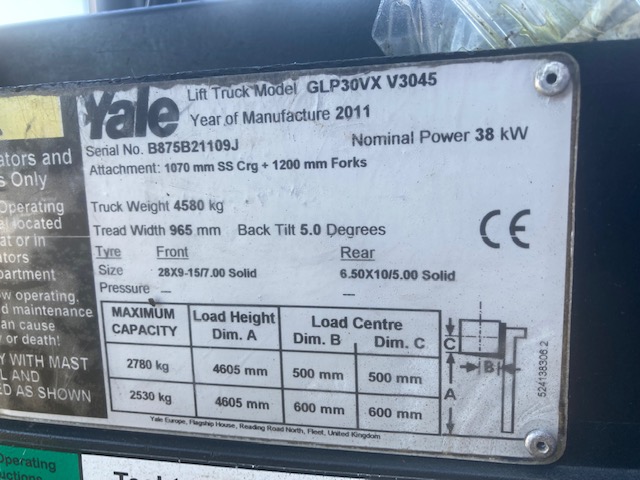 Yale
Lift Truck Model GLP30VX V3045
Year of Manufacture 2011
Serial No. B875B21109J
Nominal Power 38 kW
Attachment: 1070 mm SS Crg + 1200 mm Forks
Truck Weight 4580 kg
Tread Width 965 mm Back Tilt 5.0 Degrees
Tyre Front Rear
Size 28X9-15/7.00 Solid 6.50X10/5.00 Solid
Pressure — —
CE
MAXIMUM CAPACITY Load Height Dim. A Load Centre Dim. B Dim. C
2780 kg 4605 mm 500 mm 500 mm
2530 kg 4605 mm 600 mm 600 mm
C
B
A
524138306.2
Yale Europe, Flagship House, Reading Road North, Fleet, United Kingdom
ators and
s Only
Operating
located
at or in
ators
partment
w operating.
d maintenance
an cause
or death!
Y WITH MAST
L AND
ED AS SHOWN
Operating